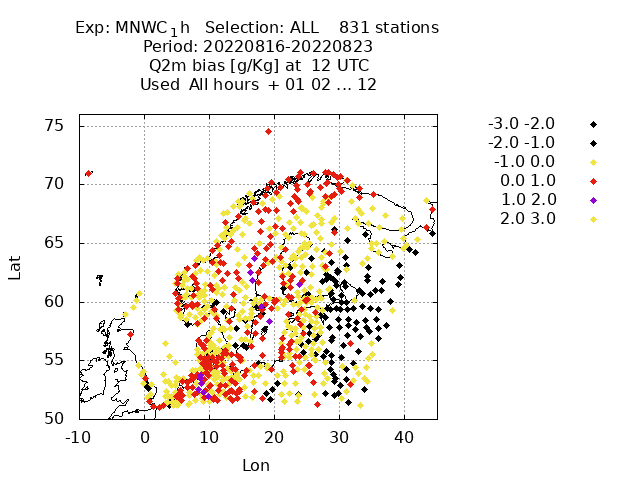 Exp: MNWC_1h Selection: ALL 831 stations
Period: 20220816-20220823
Q2m bias [g/Kg] at 12 UTC
Used All hours + 01 02 ... 12
-3.0 -2.0
-2.0 -1.0
-1.0 0.0
0.0 1.0
1.0 2.0
2.0 3.0
75
70
65
60
55
50
Lat
-10 0 10 20 30 40
Lon